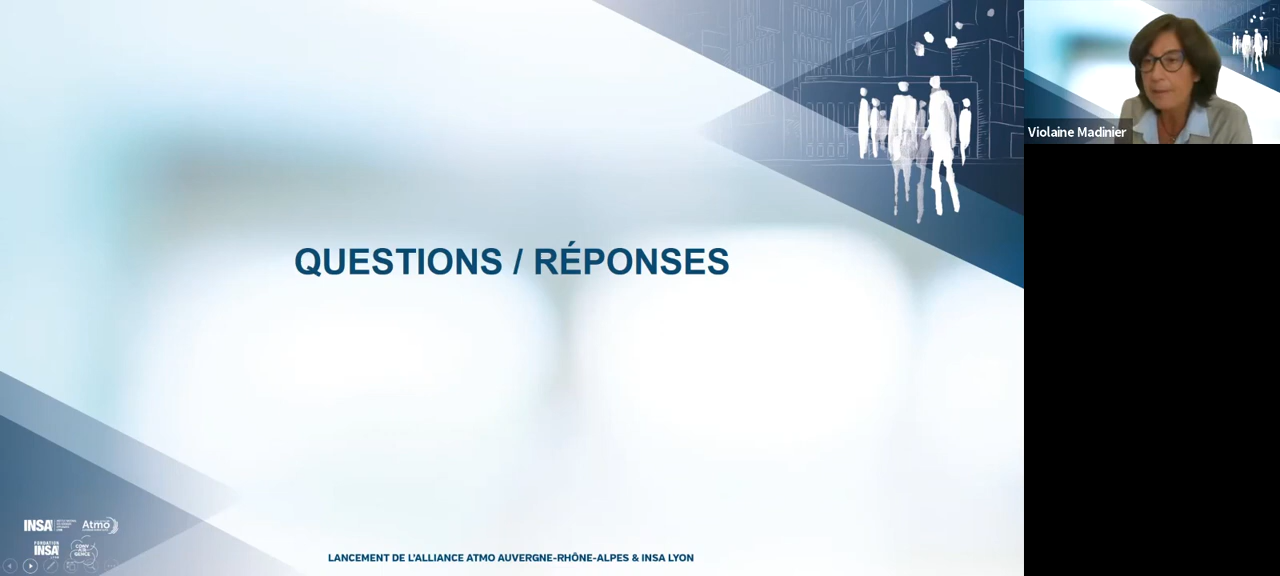 QUESTIONS / RÉPONSES
Violaine Madinier
INSA
Atmo
FONDATION
INSA
LANCEMENT DE L'ALLIANCE ATMO AUVERGNE-RHÔNE-ALPES & INSA LYON